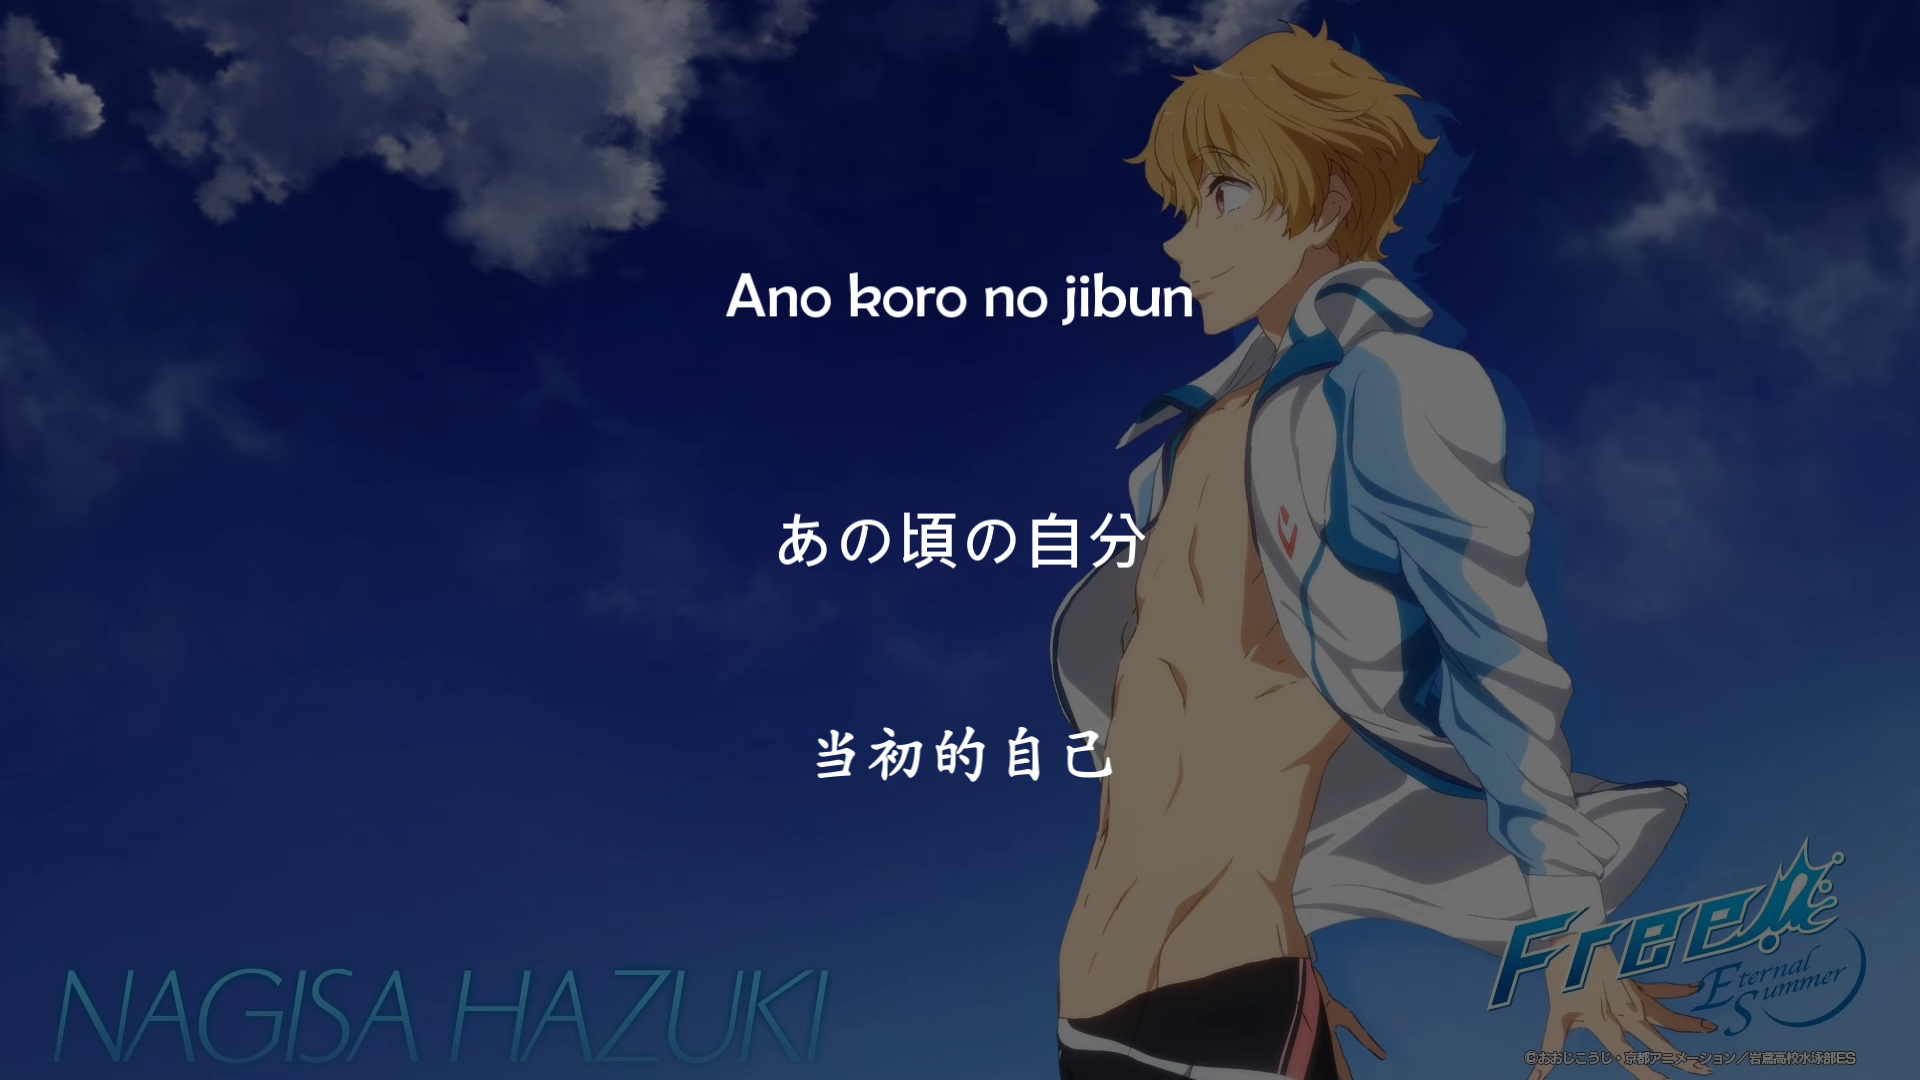 Ano koro no jibun
あの頃の自分
当初的自己
NAGISA HAZUKI
Free!
Eternal Summer
©おおじこうじ・京都アニメーション／岩鳶高校水泳部ES